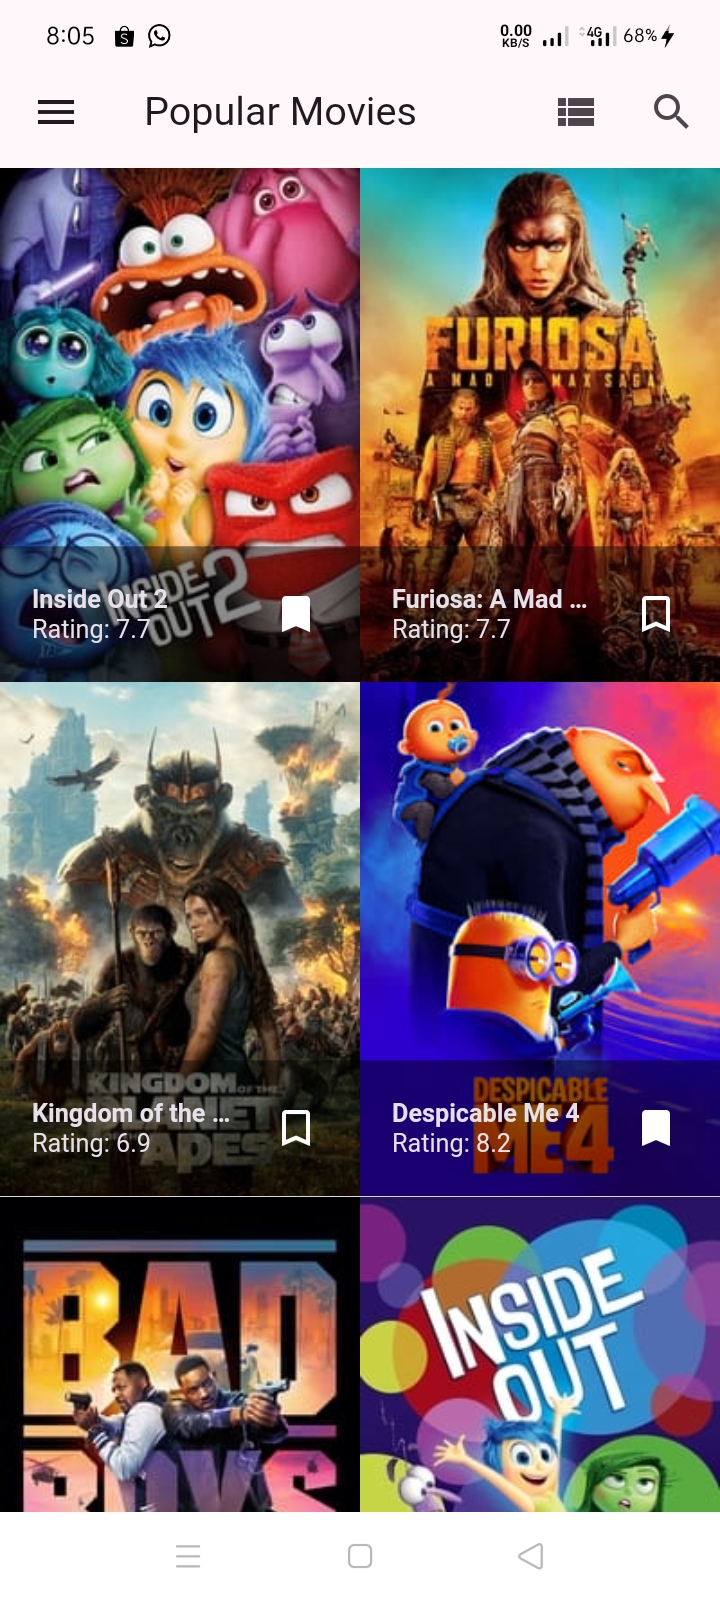 8:05
0.00
KB/S
4G
68%
Popular Movies
FURIOSA
A MAD MAX SAGA
INSIDE
OUT 2
Inside Out 2
Rating: 7.7
Furiosa: A Mad ...
Rating: 7.7
KINGDOM OF THE
PLANET
APES
Kingdom of the ...
Rating: 6.9
DESPICABLE
ME 4
Despicable Me 4
Rating: 8.2
BAD
BOYS
INSIDE
OUT